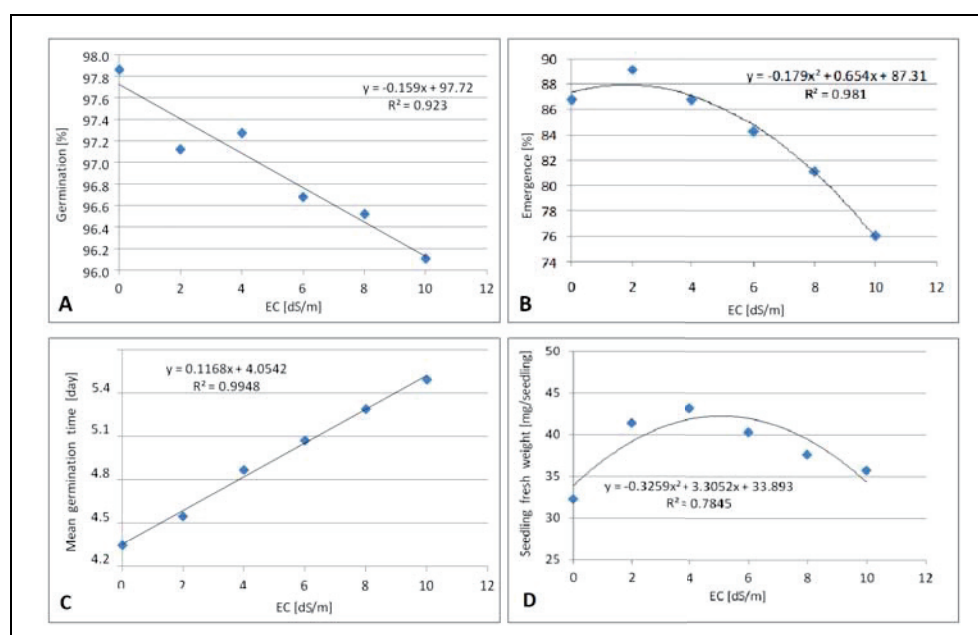 98.0
97.8
97.6
97.4
97.2
97.0
96.8
96.6
96.4
96.2
96.0
Germination [%]
y = -0.159x + 97.72
R² = 0.923
0 2 4 6 8 10 12
EC [dS/m]
A
90
88
86
84
82
80
78
76
74
Emergence [%]
y = -0.179x² + 0.654x + 87.31
R² = 0.981
0 2 4 6 8 10 12
EC [dS/m]
B
5.4
5.1
4.8
4.5
4.2
Mean germination time [day]
y = 0.1168x + 4.0542
R² = 0.9948
0 2 4 6 8 10 12
EC [dS/m]
C
50
45
40
35
30
25
Seedling fresh weight [mg/seedling]
y = -0.3259x² + 3.3052x + 33.893
R² = 0.7845
0 2 4 6 8 10 12
EC [dS/m]
D